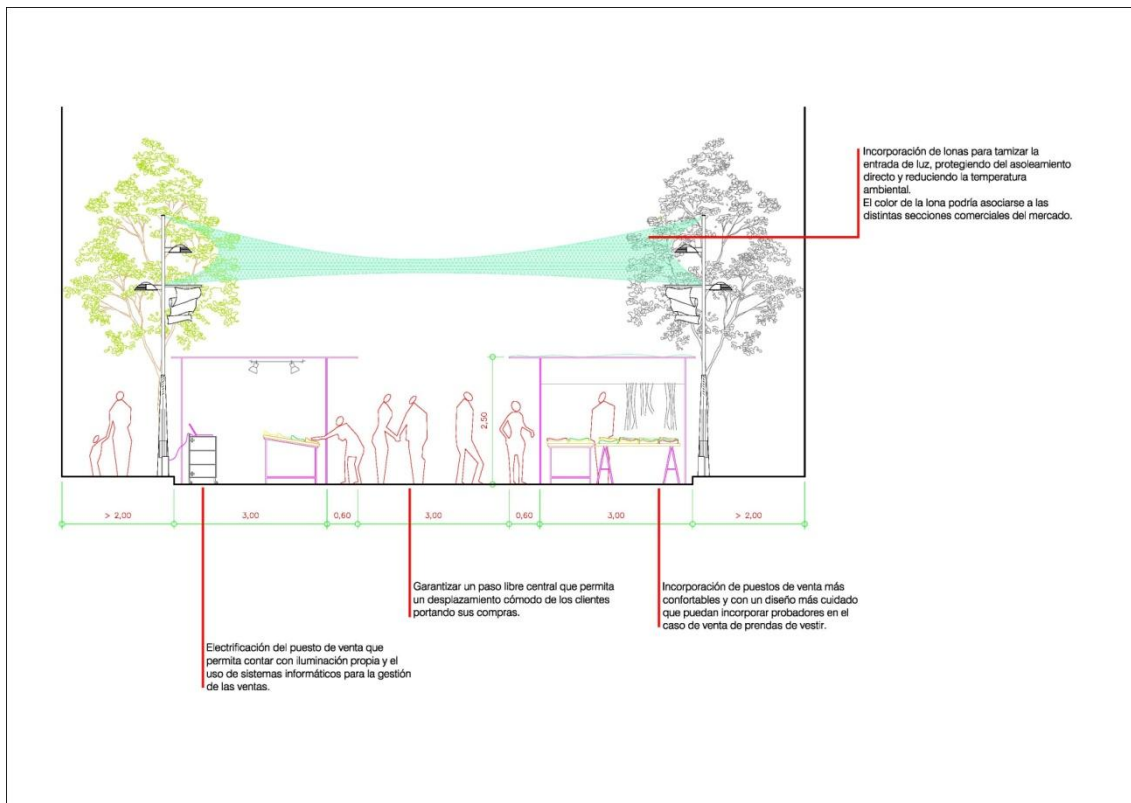 Incorporación de lonas para tamizar la
entrada de luz, protegiendo del asoleamiento
directo y reduciendo la temperatura
ambiental.
El color de la lona podría asociarse a las
distintas secciones comerciales del mercado.
2,50
> 2,00
3,00
0,60
3,00
0,60
3,00
> 2,00
Garantizar un paso libre central que permita
un desplazamiento cómodo de los clientes
portando sus compras.
Incorporación de puestos de venta más
confortables y con un diseño más cuidado
que puedan incorporar probadores en el
caso de venta de prendas de vestir.
Electrificación del puesto de venta que
permita contar con iluminación propia y el
uso de sistemas informáticos para la gestión
de las ventas.